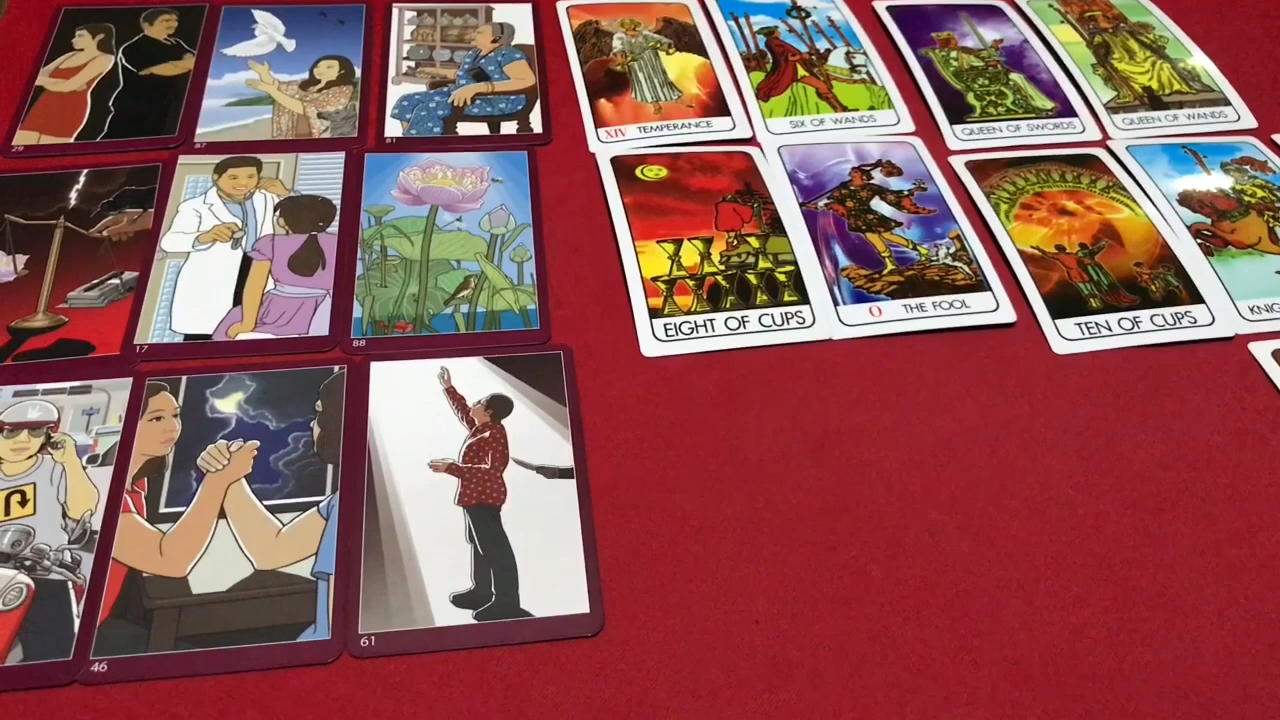 29
87
81
XIV TEMPERANCE
SIX OF WANDS
QUEEN OF SWORDS
QUEEN OF WANDS
17
88
EIGHT OF CUPS
0 THE FOOL
TEN OF CUPS
KNIG
46
61